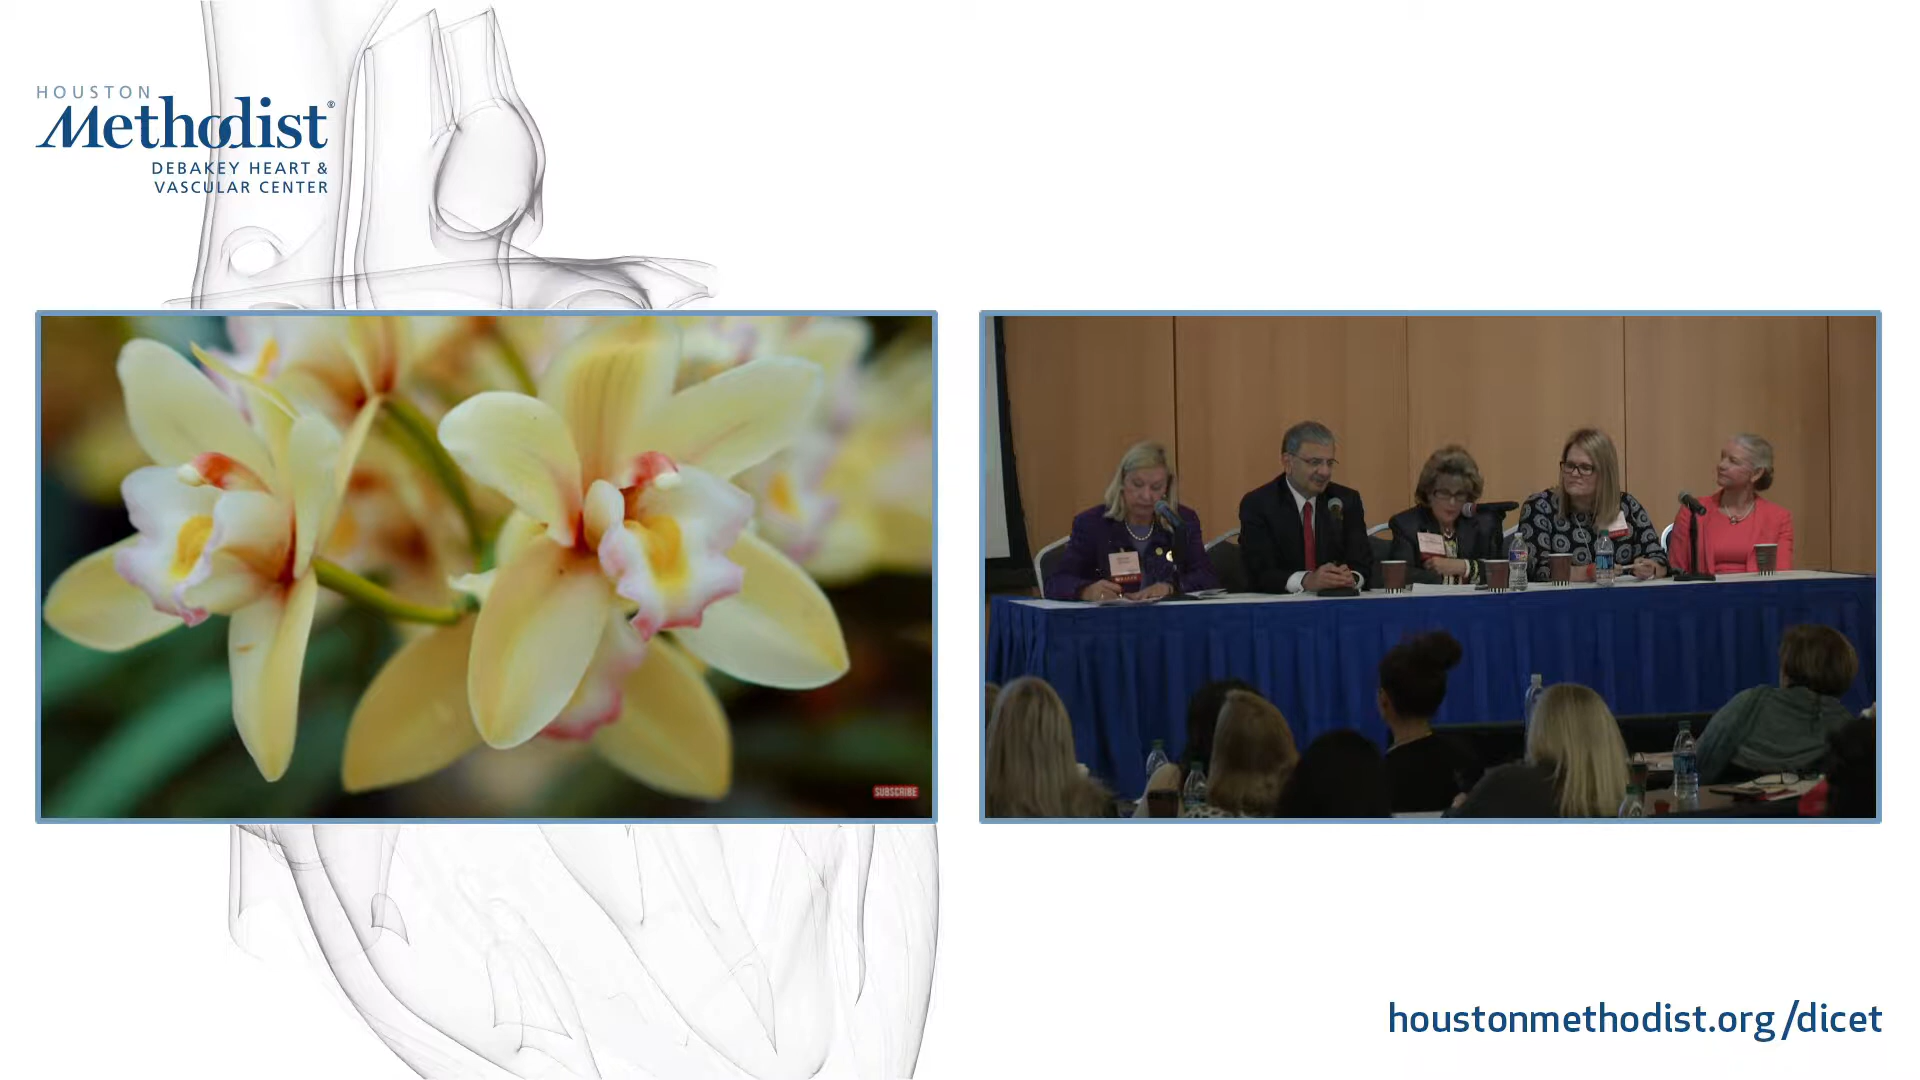 HOUSTON
Methodist®
DEBAKEY HEART &
VASCULAR CENTER
SUBSCRIBE
houstonmethodist.org/dicet